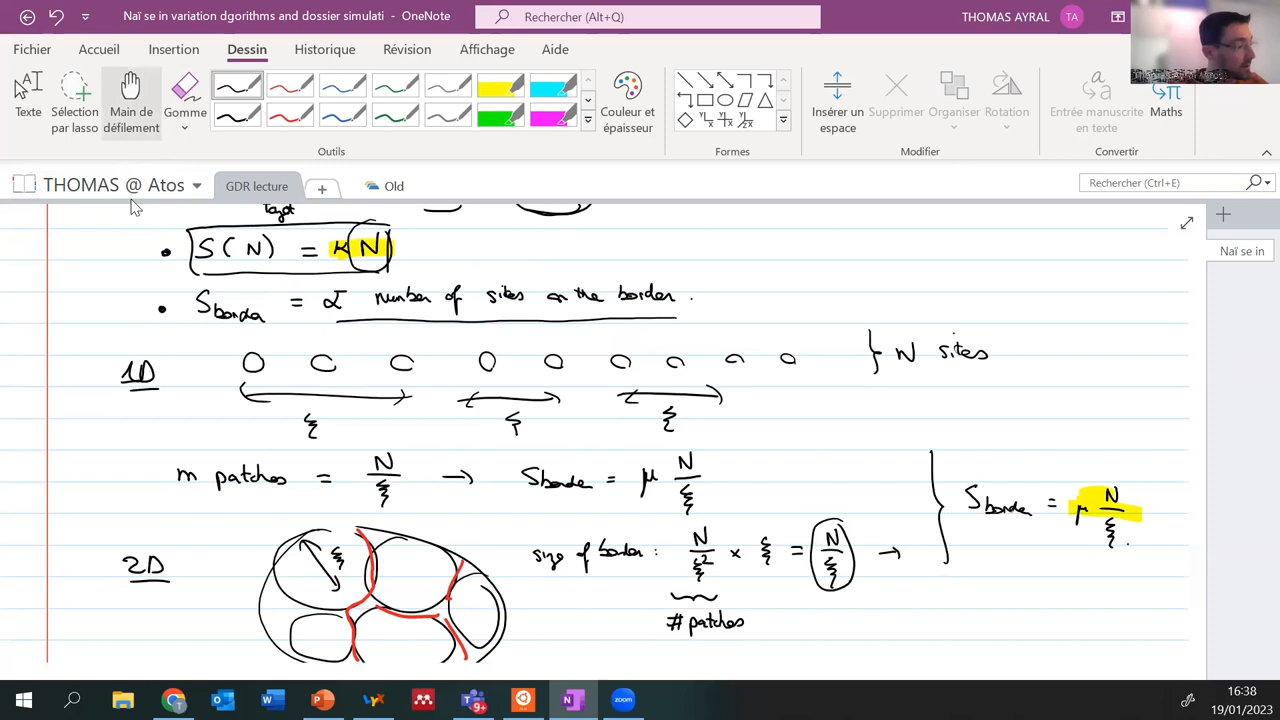 Naï se in variation dgorithms and dossier simulati - OneNote
Rechercher (Alt+Q)
THOMAS AYRAL
TA
Fichier Accueil Insertion Dessin Historique Révision Affichage Aide
Texte
Sélection par lasso
Main de défilement
Gomme
Couleur et épaisseur
Insérer un espace
Supprimer
Organiser
Rotation
Entrée manuscrite en texte
Maths
Outils
Formes
Modifier
Convertir
THOMAS @ Atos
GDR lecture
Old
Rechercher (Ctrl+E)
Naï se in
target
• S(N) = κ N
• S border = Σ number of sites on the border.
1D
} N sites
ξ ξ ξ
m patches = N/ξ → S border = μ N/ξ
S border = μ N/ξ.
2D
ξ
size of border : N/ξ² × ξ = N/ξ →
# patches
9+
16:38
19/01/2023